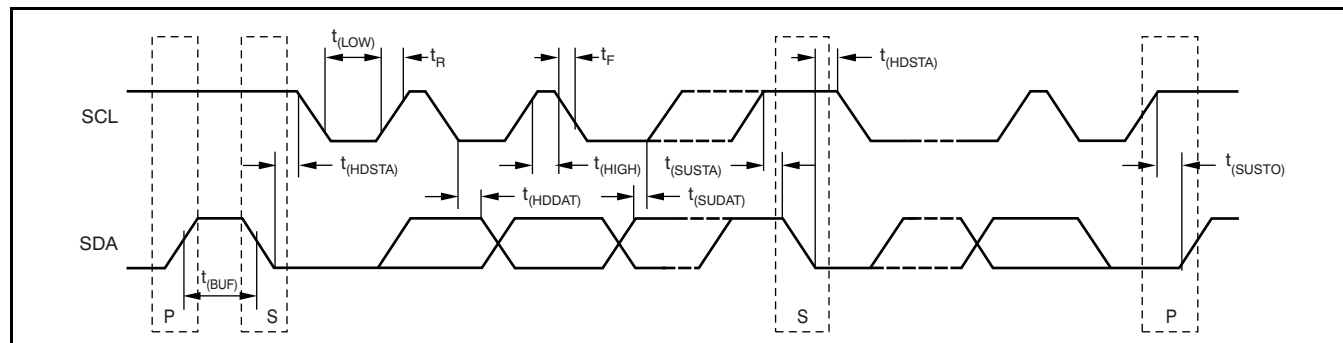 t(LOW)
tR
tF
t(HDSTA)
SCL
t(HDSTA)
t(HIGH)
t(SUSTA)
t(SUSTO)
t(HDDAT)
t(SUDAT)
SDA
t(BUF)
P
S
S
P